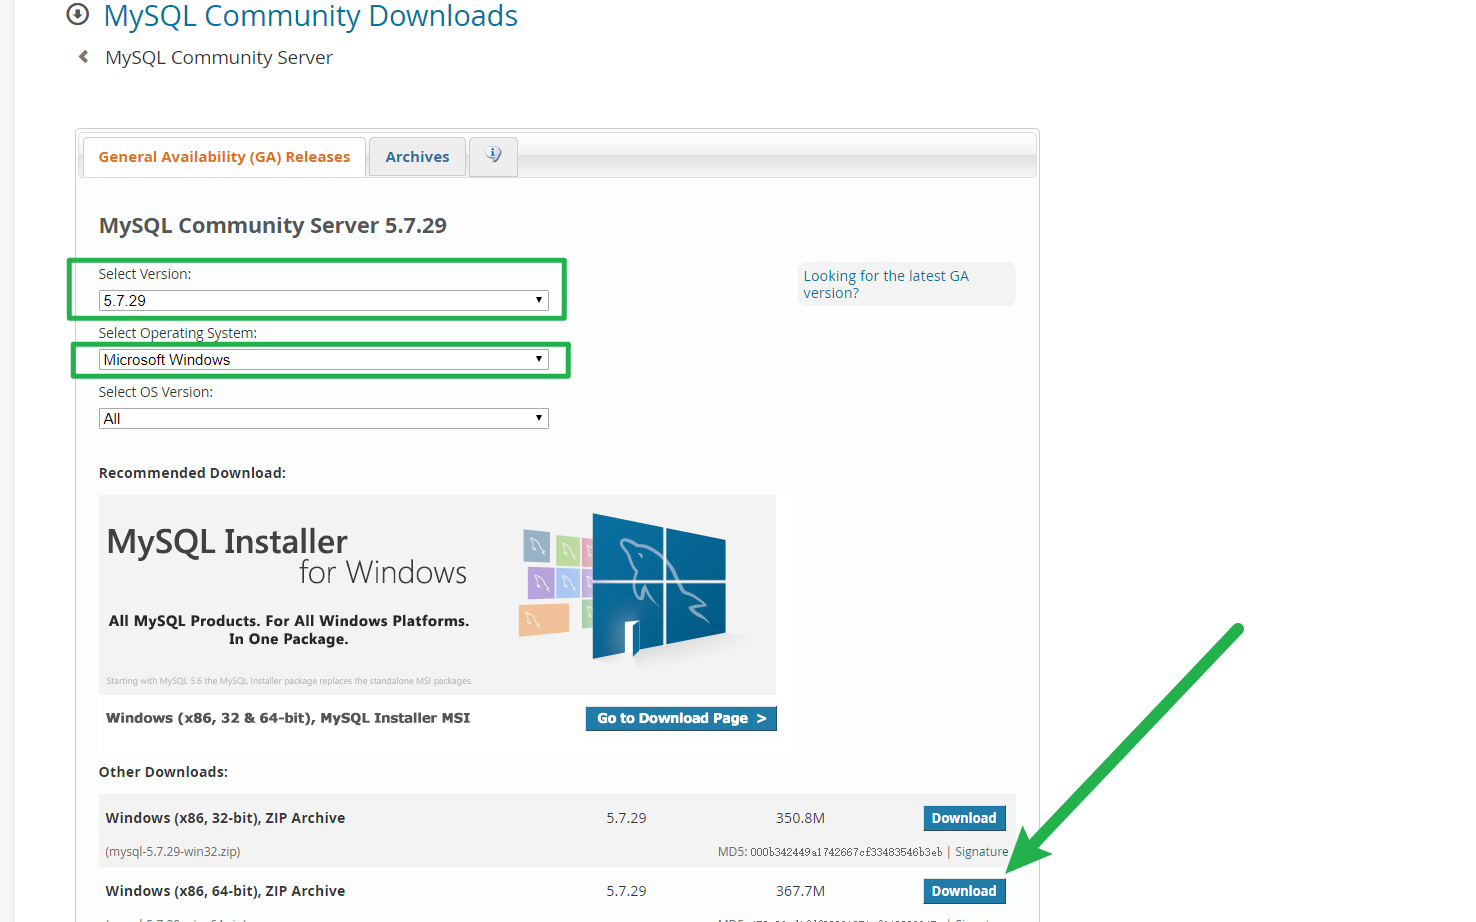 MySQL Community Downloads
MySQL Community Server
General Availability (GA) Releases
Archives
MySQL Community Server 5.7.29
Select Version:
5.7.29
Looking for the latest GA
version?
Select Operating System:
Microsoft Windows
Select OS Version:
All
Recommended Download:
MySQL Installer
for Windows
All MySQL Products. For All Windows Platforms.
In One Package.
Starting with MySQL 5.6 the MySQL Installer package replaces the standalone MSI packages.
Windows (x86, 32 & 64-bit), MySQL Installer MSI
Go to Download Page >
Other Downloads:
Windows (x86, 32-bit), ZIP Archive 5.7.29 350.8M Download
(mysql-5.7.29-win32.zip) MD5: 000b342449a1742667cf33483546b3eb | Signature
Windows (x86, 64-bit), ZIP Archive 5.7.29 367.7M Download